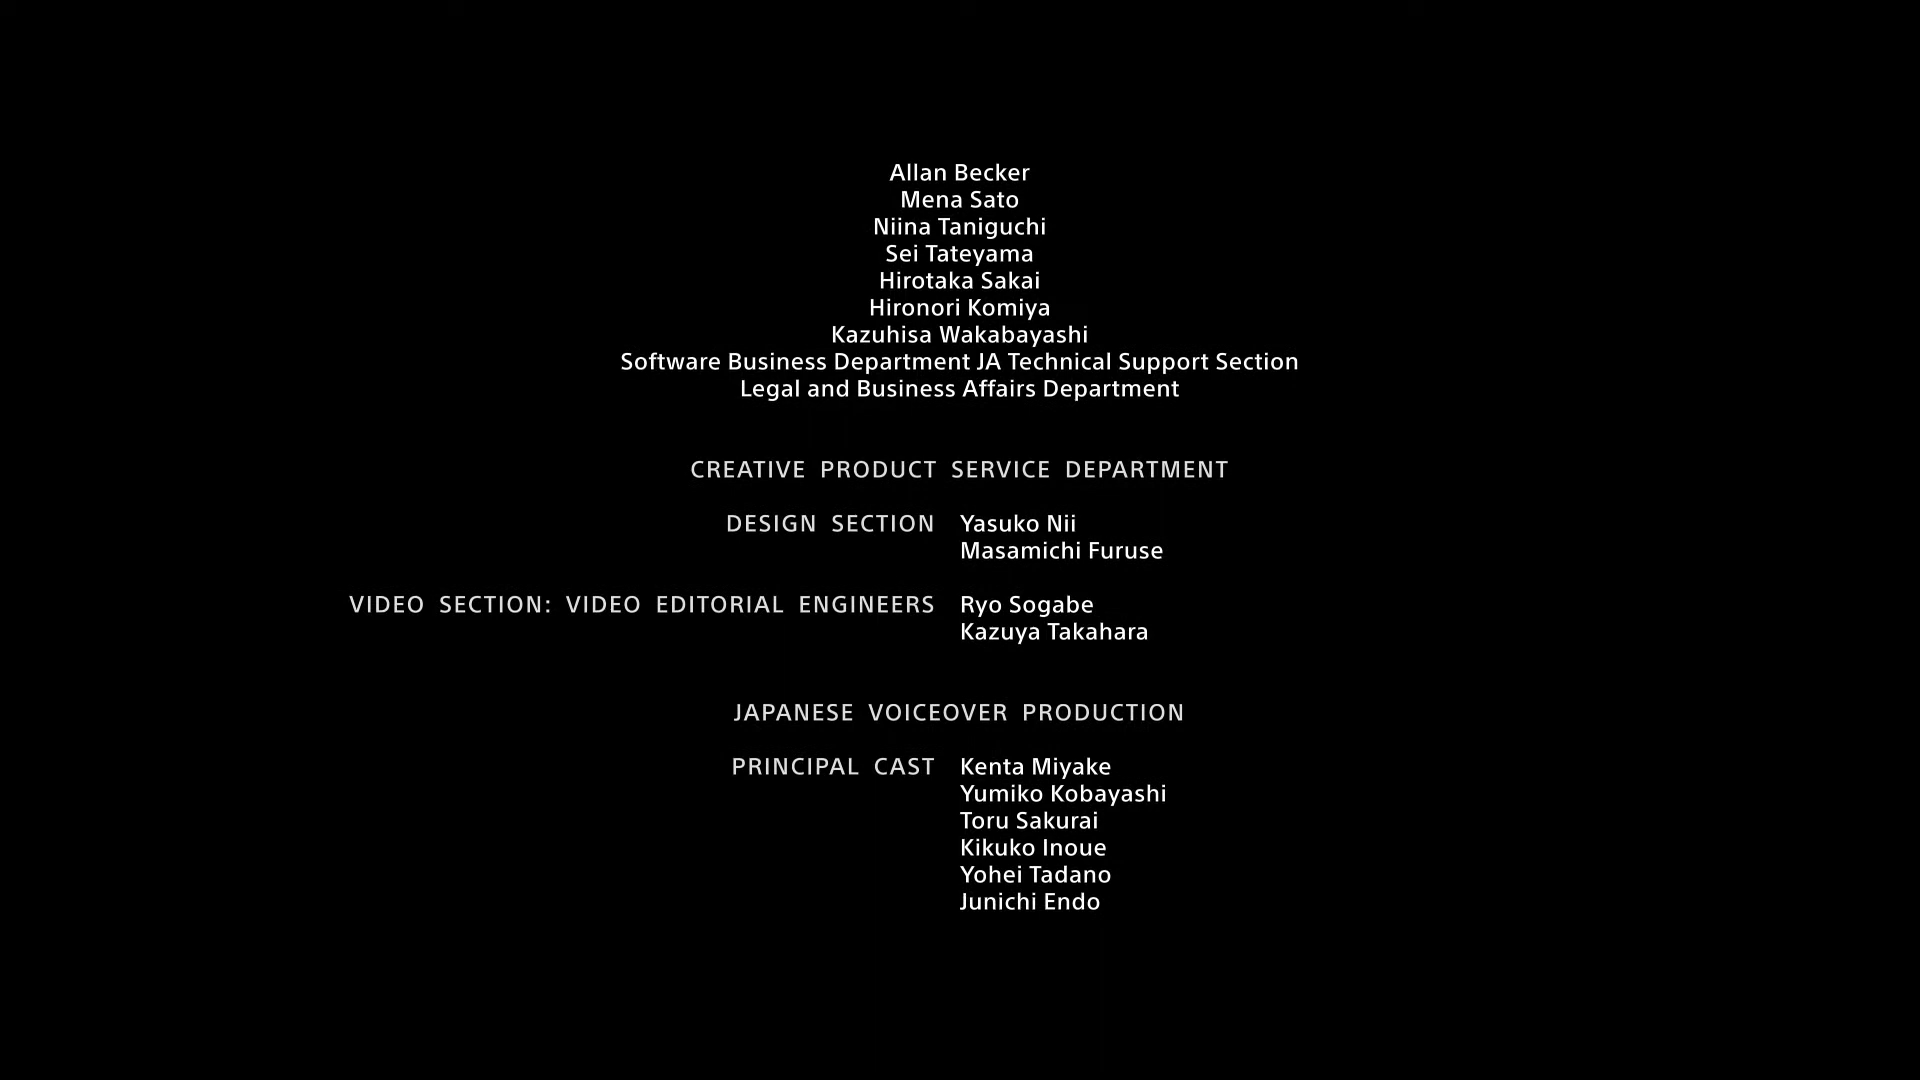 Allan Becker
Mena Sato
Niina Taniguchi
Sei Tateyama
Hirotaka Sakai
Hironori Komiya
Kazuhisa Wakabayashi
Software Business Department JA Technical Support Section
Legal and Business Affairs Department
CREATIVE PRODUCT SERVICE DEPARTMENT
DESIGN SECTION Yasuko Nii
Masamichi Furuse
VIDEO SECTION: VIDEO EDITORIAL ENGINEERS Ryo Sogabe
Kazuya Takahara
JAPANESE VOICEOVER PRODUCTION
PRINCIPAL CAST Kenta Miyake
Yumiko Kobayashi
Toru Sakurai
Kikuko Inoue
Yohei Tadano
Junichi Endo